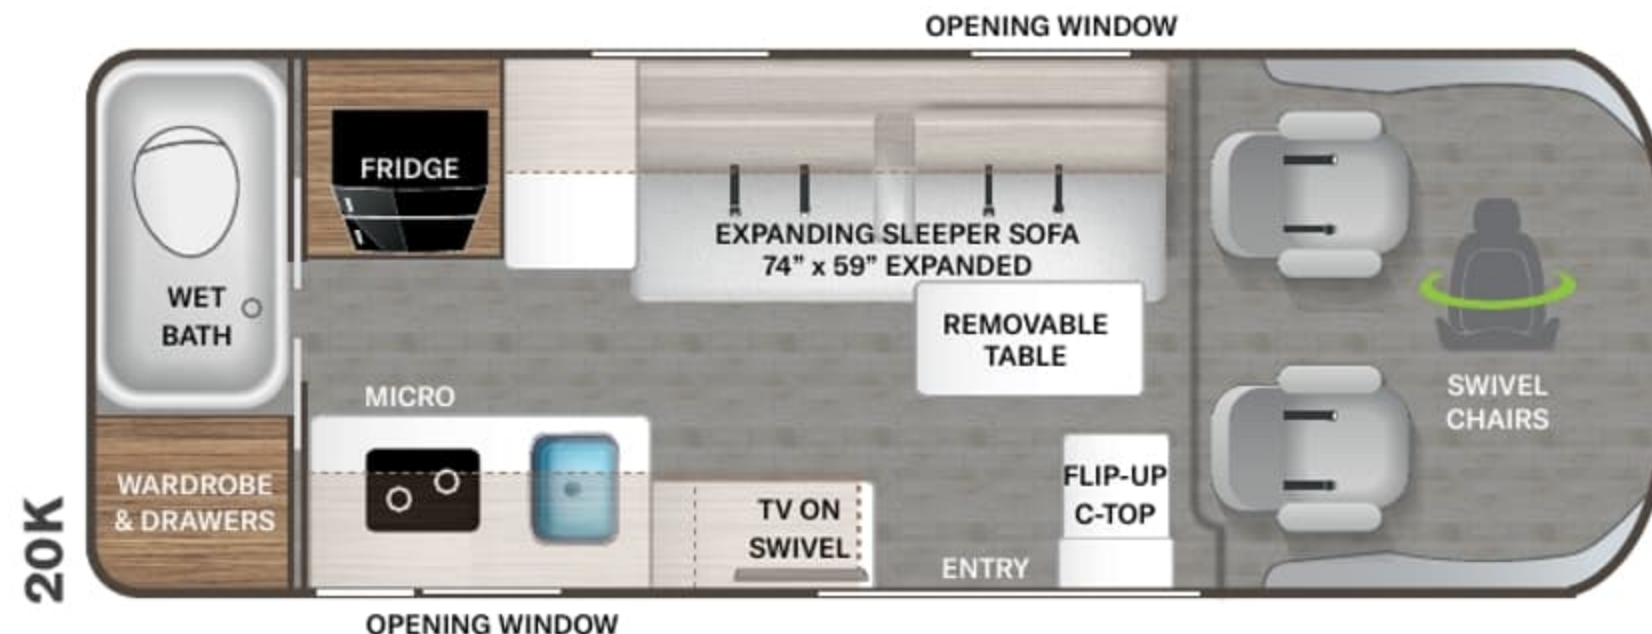 OPENING WINDOW
FRIDGE
EXPANDING SLEEPER SOFA
74” x 59” EXPANDED
WET
BATH
REMOVABLE
TABLE
MICRO
SWIVEL
CHAIRS
WARDROBE
& DRAWERS
TV ON
SWIVEL
FLIP-UP
C-TOP
ENTRY
20K
OPENING WINDOW